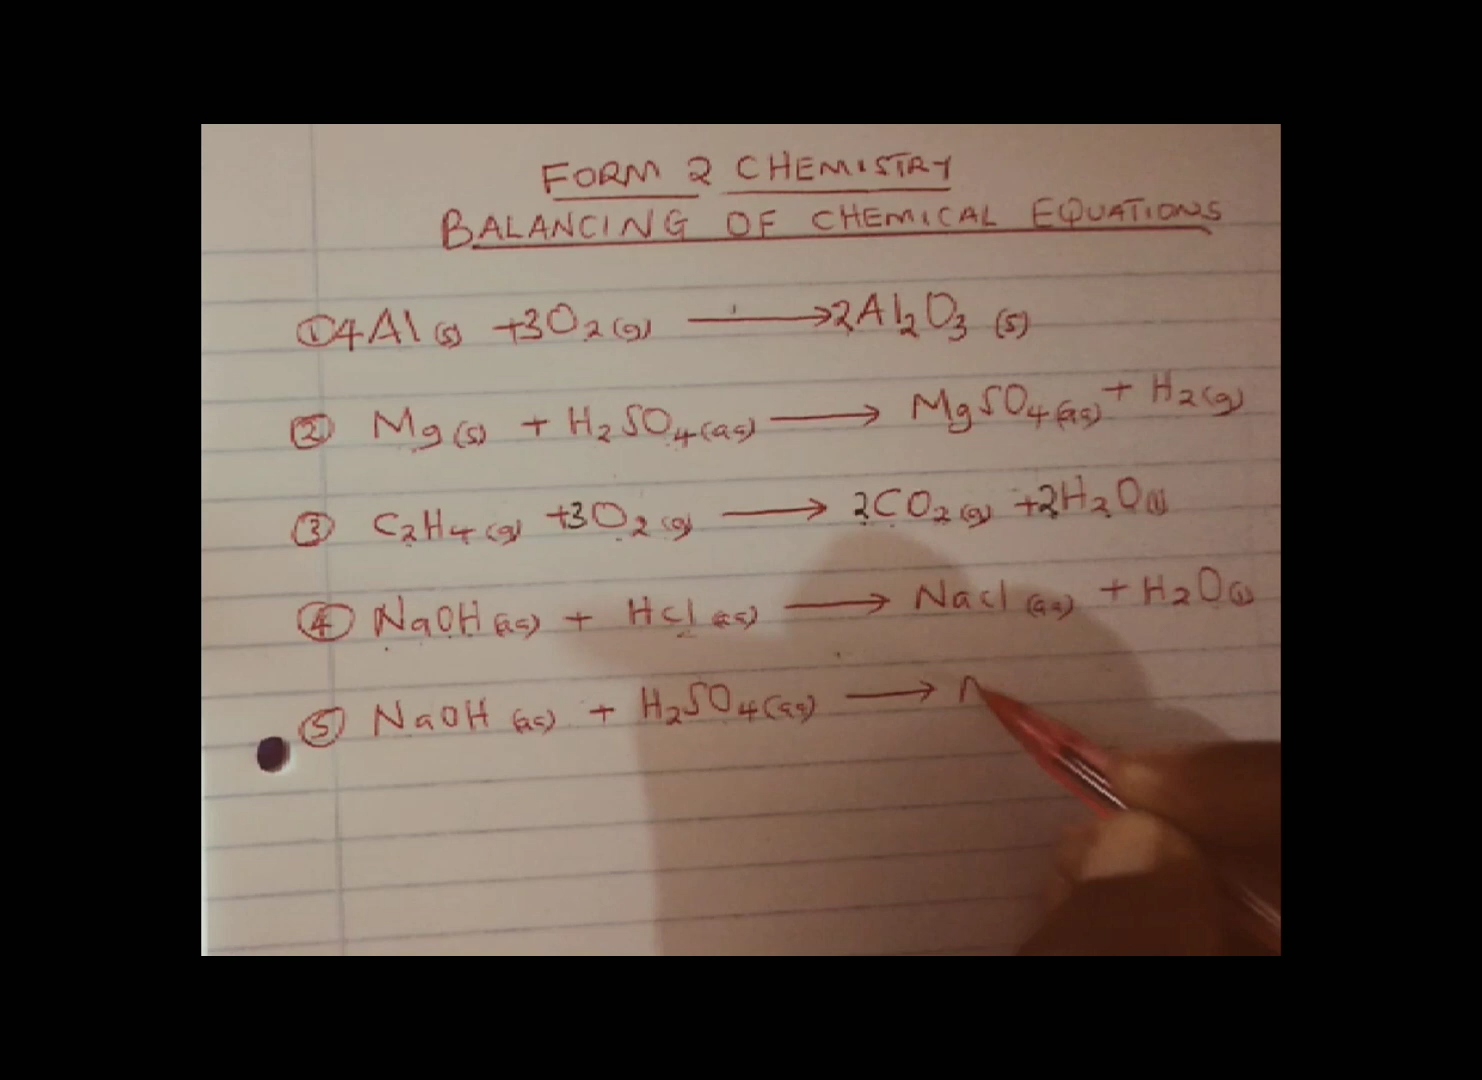 FORM 2 CHEMISTRY
BALANCING OF CHEMICAL EQUATIONS
① 4Al(s) + 3O₂(g) ⟶ 2Al₂O₃(s)
② Mg(s) + H₂SO₄(aq) ⟶ MgSO₄(aq) + H₂(g)
③ C₂H₄(g) + 3O₂(g) ⟶ 2CO₂(g) + 2H₂O(l)
④ NaOH(aq) + HCl(aq) ⟶ NaCl(aq) + H₂O(l)
⑤ NaOH(aq) + H₂SO₄(aq) ⟶